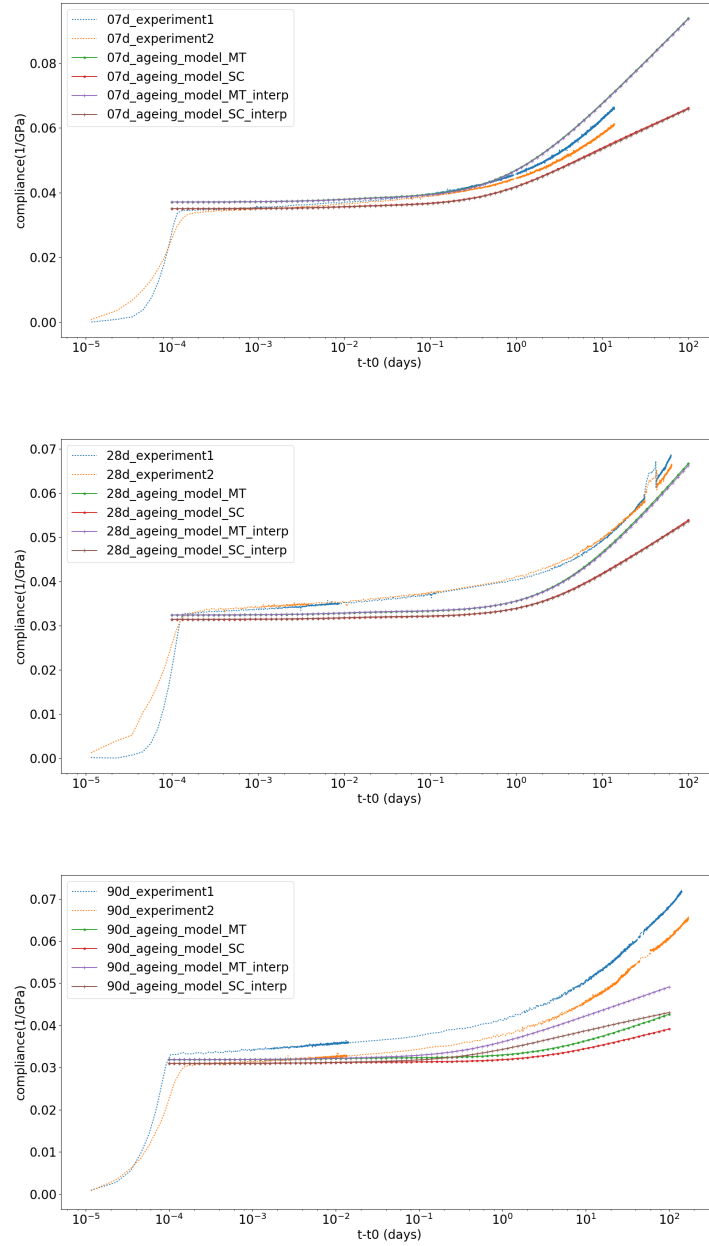 07d_experiment1
07d_experiment2
07d_ageing_model_MT
07d_ageing_model_SC
07d_ageing_model_MT_interp
07d_ageing_model_SC_interp
compliance(1/GPa)
0.08
0.06
0.04
0.02
0.00
10⁻⁵ 10⁻⁴ 10⁻³ 10⁻² 10⁻¹ 10⁰ 10¹ 10²
t-t0 (days)
28d_experiment1
28d_experiment2
28d_ageing_model_MT
28d_ageing_model_SC
28d_ageing_model_MT_interp
28d_ageing_model_SC_interp
compliance(1/GPa)
0.07
0.06
0.05
0.04
0.03
0.02
0.01
0.00
10⁻⁵ 10⁻⁴ 10⁻³ 10⁻² 10⁻¹ 10⁰ 10¹ 10²
t-t0 (days)
90d_experiment1
90d_experiment2
90d_ageing_model_MT
90d_ageing_model_SC
90d_ageing_model_MT_interp
90d_ageing_model_SC_interp
compliance(1/GPa)
0.07
0.06
0.05
0.04
0.03
0.02
0.01
0.00
10⁻⁵ 10⁻⁴ 10⁻³ 10⁻² 10⁻¹ 10⁰ 10¹ 10²
t-t0 (days)